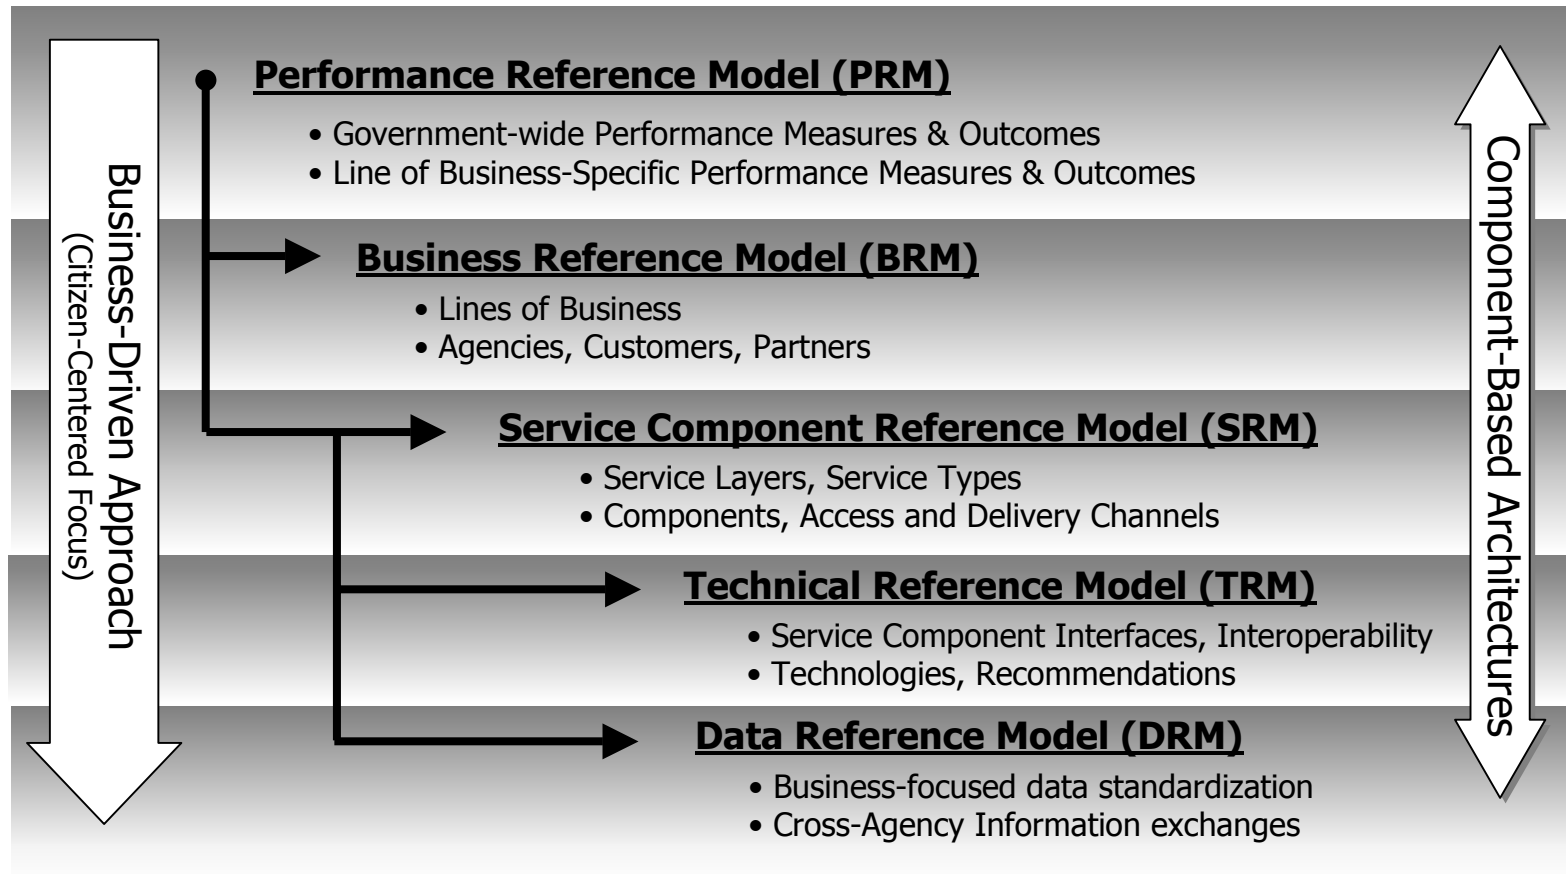 Business-Driven Approach
(Citizen-Centered Focus)
Performance Reference Model (PRM)
• Government-wide Performance Measures & Outcomes
• Line of Business-Specific Performance Measures & Outcomes
Business Reference Model (BRM)
• Lines of Business
• Agencies, Customers, Partners
Service Component Reference Model (SRM)
• Service Layers, Service Types
• Components, Access and Delivery Channels
Technical Reference Model (TRM)
• Service Component Interfaces, Interoperability
• Technologies, Recommendations
Data Reference Model (DRM)
• Business-focused data standardization
• Cross-Agency Information exchanges
Component-Based Architectures